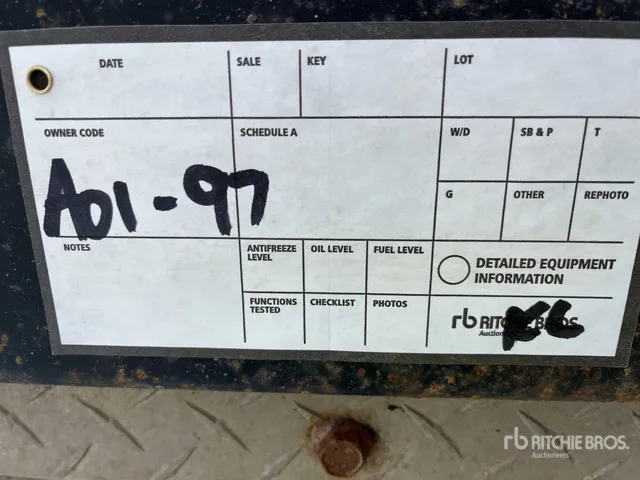 DATE SALE KEY LOT
OWNER CODE SCHEDULE A W/D SB & P T
A01-97
G OTHER REPHOTO
NOTES ANTIFREEZE LEVEL OIL LEVEL FUEL LEVEL
DETAILED EQUIPMENT
INFORMATION
FUNCTIONS TESTED CHECKLIST PHOTOS
rb RITCHIE BROS.
rb RITCHIE BROS.
Auctioneers